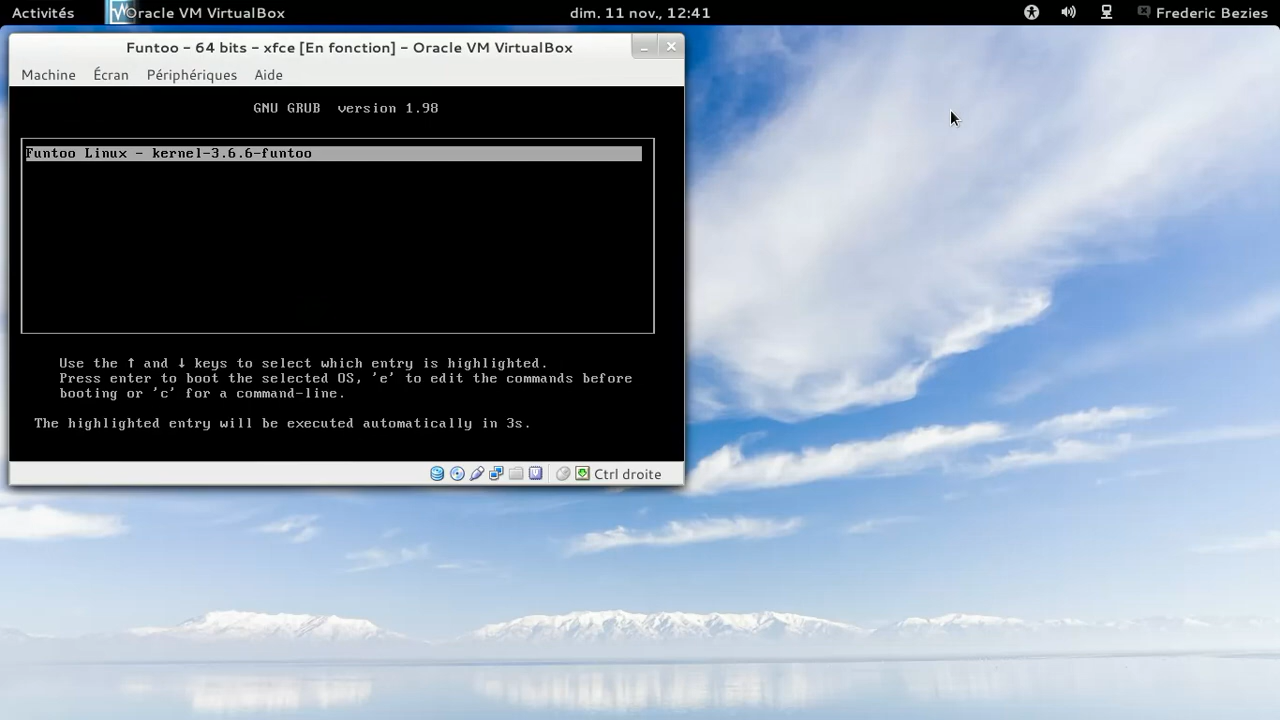 Activités Oracle VM VirtualBox dim. 11 nov., 12:41 Frederic Bezies
Funtoo - 64 bits - xfce [En fonction] - Oracle VM VirtualBox
Machine Écran Périphériques Aide
GNU GRUB version 1.98
Funtoo Linux - kernel-3.6.6-funtoo
Use the ↑ and ↓ keys to select which entry is highlighted.
Press enter to boot the selected OS, 'e' to edit the commands before
booting or 'c' for a command-line.
The highlighted entry will be executed automatically in 3s.
Ctrl droite